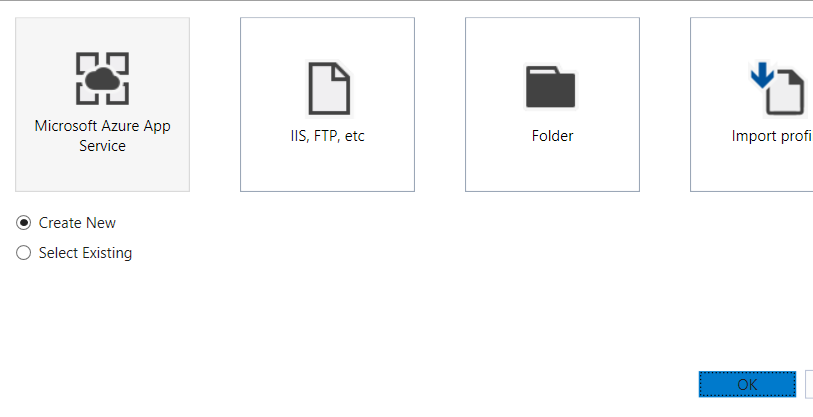 Microsoft Azure App
Service
IIS, FTP, etc
Folder
Import profi
Create New
Select Existing
OK